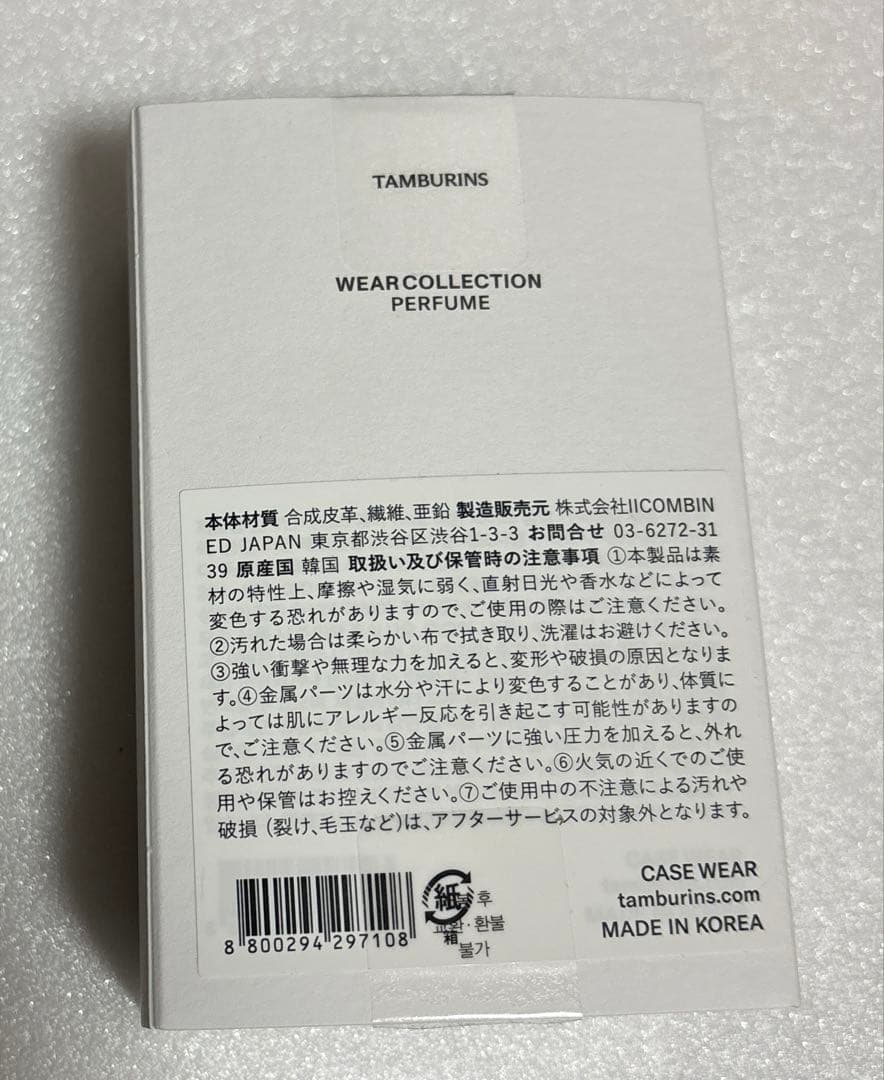 TAMBURINS
WEAR COLLECTION
PERFUME
本体材質 合成皮革、繊維、亜鉛 製造販売元 株式会社IICOMBIN
ED JAPAN 東京都渋谷区渋谷1-3-3 お問合せ 03-6272-31
39 原産国 韓国 取扱い及び保管時の注意事項 ①本製品は素
材の特性上、摩擦や湿気に弱く、直射日光や香水などによって
変色する恐れがありますので、ご使用の際はご注意ください。
②汚れた場合は柔らかい布で拭き取り、洗濯はお避けください。
③強い衝撃や無理な力を加えると、変形や破損の原因となりま
す。④金属パーツは水分や汗により変色することがあり、体質に
よっては肌にアレルギー反応を引き起こす可能性がありますの
で、ご注意ください。⑤金属パーツに強い圧力を加えると、外れ
る恐れがありますのでご注意ください。⑥火気の近くでのご使
用や保管はお控えください。⑦ご使用中の不注意による汚れや
破損 (裂け、毛玉など)は、アフターサービスの対象外となります。
8 800294 297108
紙
箱
후
환불
불가
CASE WEAR
tamburins.com
MADE IN KOREA